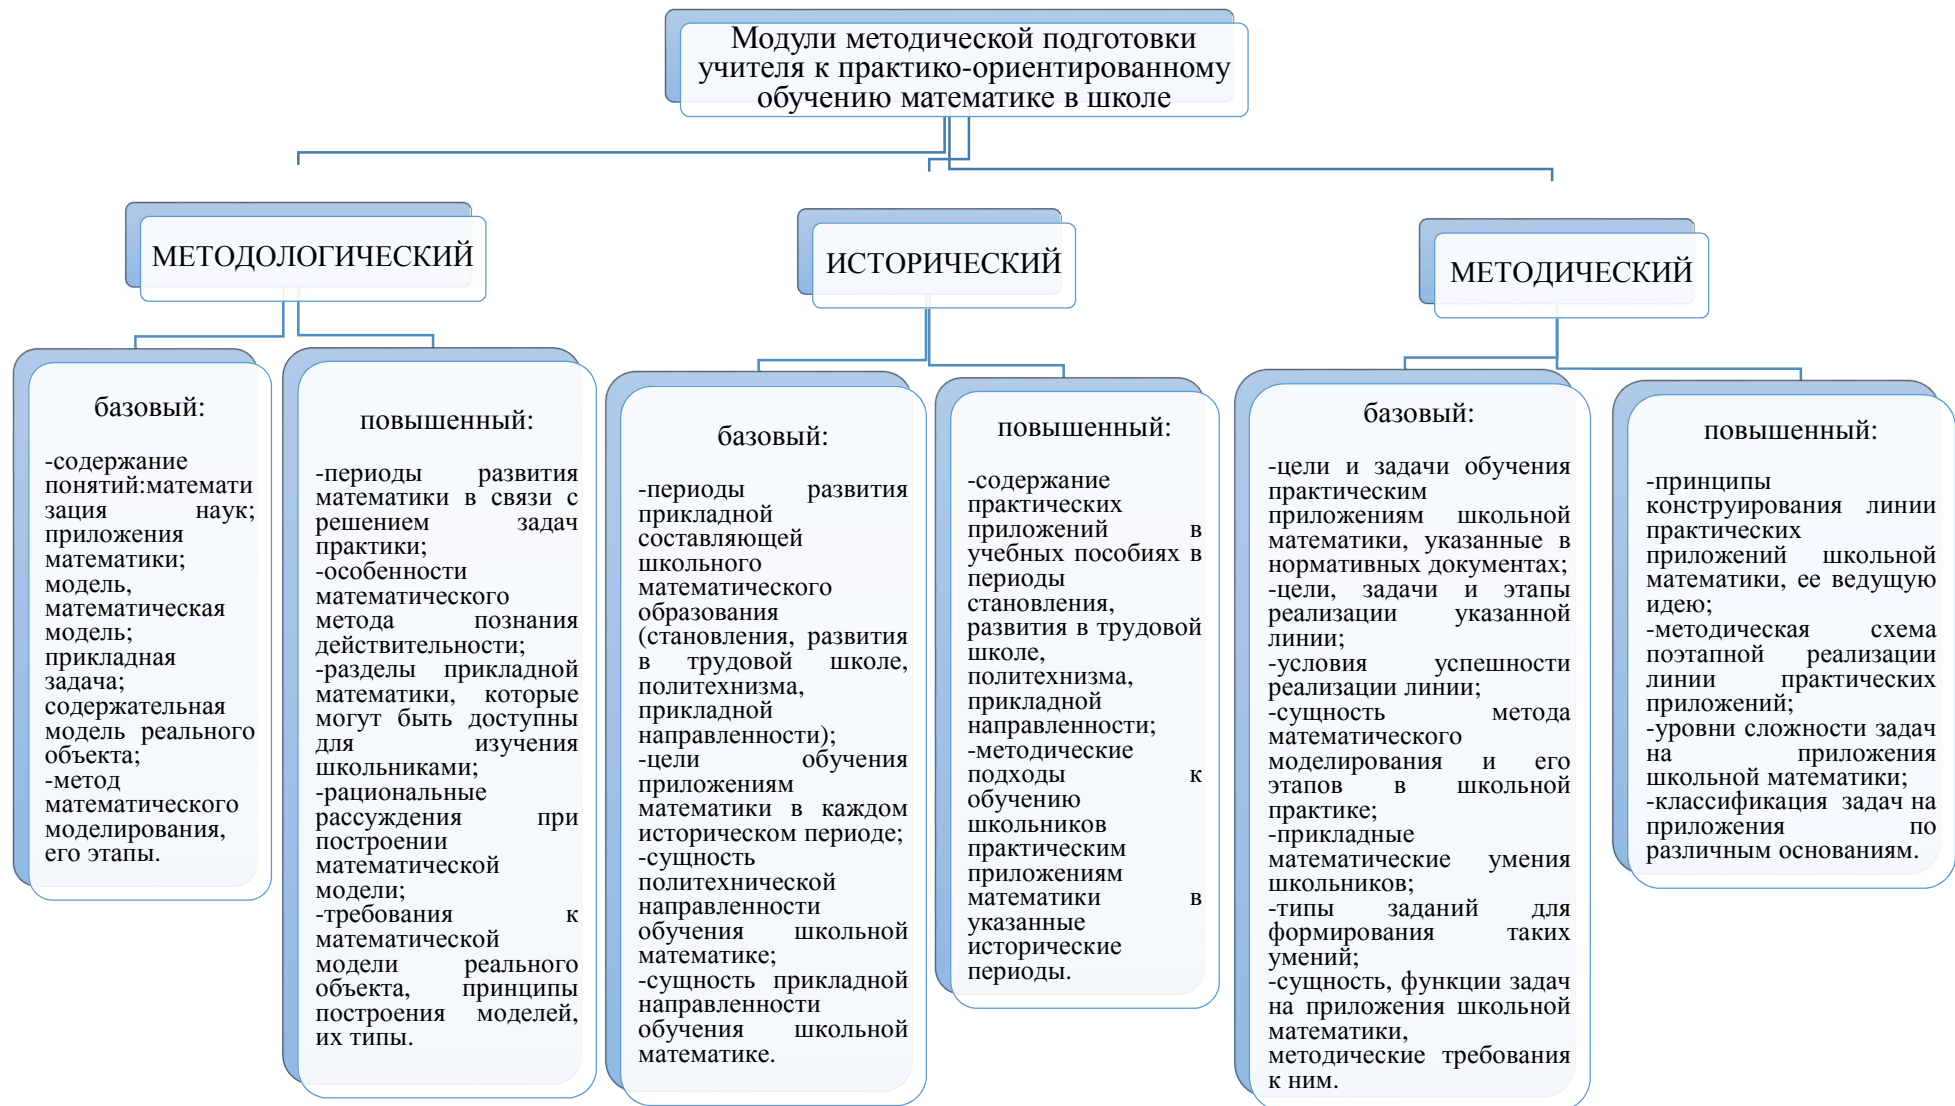 Модули методической подготовки
учителя к практико-ориентированному
обучению математике в школе
МЕТОДОЛОГИЧЕСКИЙ
ИСТОРИЧЕСКИЙ
МЕТОДИЧЕСКИЙ
базовый:
-содержание
понятий:математи
зация наук;
приложения
математики;
модель,
математическая
модель;
прикладная
задача;
содержательная
модель реального
объекта;
-метод
математического
моделирования,
его этапы.
повышенный:
-периоды развития
математики в связи с
решением задач
практики;
-особенности
математического
метода познания
действительности;
-разделы прикладной
математики, которые
могут быть доступны
для изучения
школьниками;
-рациональные
рассуждения при
построении
математической
модели;
-требования к
математической
модели реального
объекта, принципы
построения моделей,
их типы.
базовый:
-периоды развития
прикладной
составляющей
школьного
математического
образования
(становления, развития
в трудовой школе,
политехнизма,
прикладной
направленности);
-цели обучения
приложениям
математики в каждом
историческом периоде;
-сущность
политехнической
направленности
обучения школьной
математике;
-сущность прикладной
направленности
обучения школьной
математике.
повышенный:
-содержание
практических
приложений в
учебных пособиях в
периоды
становления,
развития в трудовой
школе,
политехнизма,
прикладной
направленности;
-методические
подходы к
обучению
школьников
практическим
приложениям
математики в
указанные
исторические
периоды.
базовый:
-цели и задачи обучения
практическим
приложениям школьной
математики, указанные в
нормативных документах;
-цели, задачи и этапы
реализации указанной
линии;
-условия успешности
реализации линии;
-сущность метода
математического
моделирования и его
этапов в школьной
практике;
-прикладные
математические умения
школьников;
-типы заданий для
формирования таких
умений;
-сущность, функции задач
на приложения школьной
математики,
методические требования
к ним.
повышенный:
-принципы
конструирования линии
практических
приложений школьной
математики, ее ведущую
идею;
-методическая схема
поэтапной реализации
линии практических
приложений;
-уровни сложности задач
на приложения
школьной математики;
-классификация задач на
приложения по
различным основаниям.